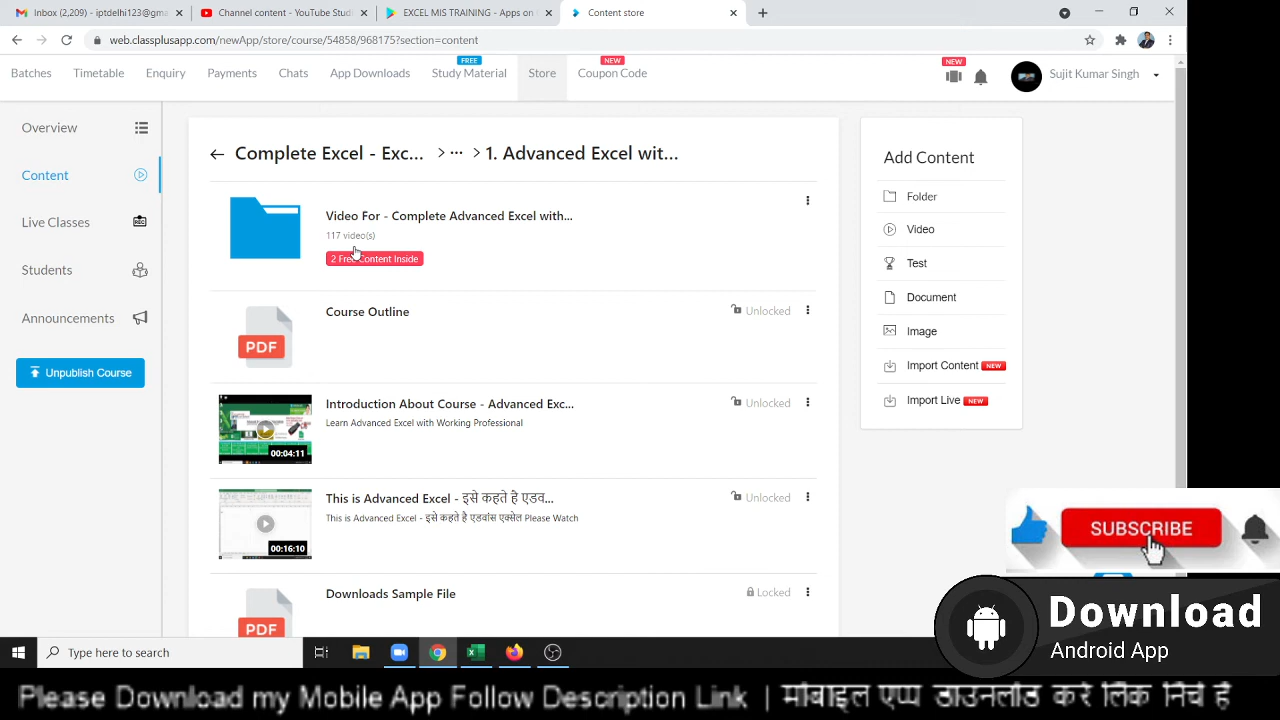 Inbox (2,209) - iptdelhi123@gma
Channel content - YouTube Studi
EXCEL MIS TRAINING - Apps on
Content store
web.classplusapp.com/newApp/store/course/54858/968175?section=content
FREE
NEW
NEW
Batches
Timetable
Enquiry
Payments
Chats
App Downloads
Study Material
Store
Coupon Code
Sujit Kumar Singh
Overview
Content
Live Classes
REC
Students
Announcements
Unpublish Course
Complete Excel - Exc... > ··· > 1. Advanced Excel wit...
Video For - Complete Advanced Excel with...
117 video(s)
2 Free Content Inside
Course Outline
Unlocked
PDF
Introduction About Course - Advanced Exc...
Unlocked
Learn Advanced Excel with Working Professional
00:04:11
This is Advanced Excel - इसे कहते है एडव...
Unlocked
This is Advanced Excel - इसे कहते है एडवांस एक्सेल Please Watch
00:16:10
Downloads Sample File
Locked
PDF
Add Content
Folder
Video
Test
Document
Image
Import Content NEW
Import Live NEW
SUBSCRIBE
Download
Android App
Type here to search
Please Download my Mobile App Follow Description Link | मोबाइल एप्प डाउनलोड करे लिंक निचे है